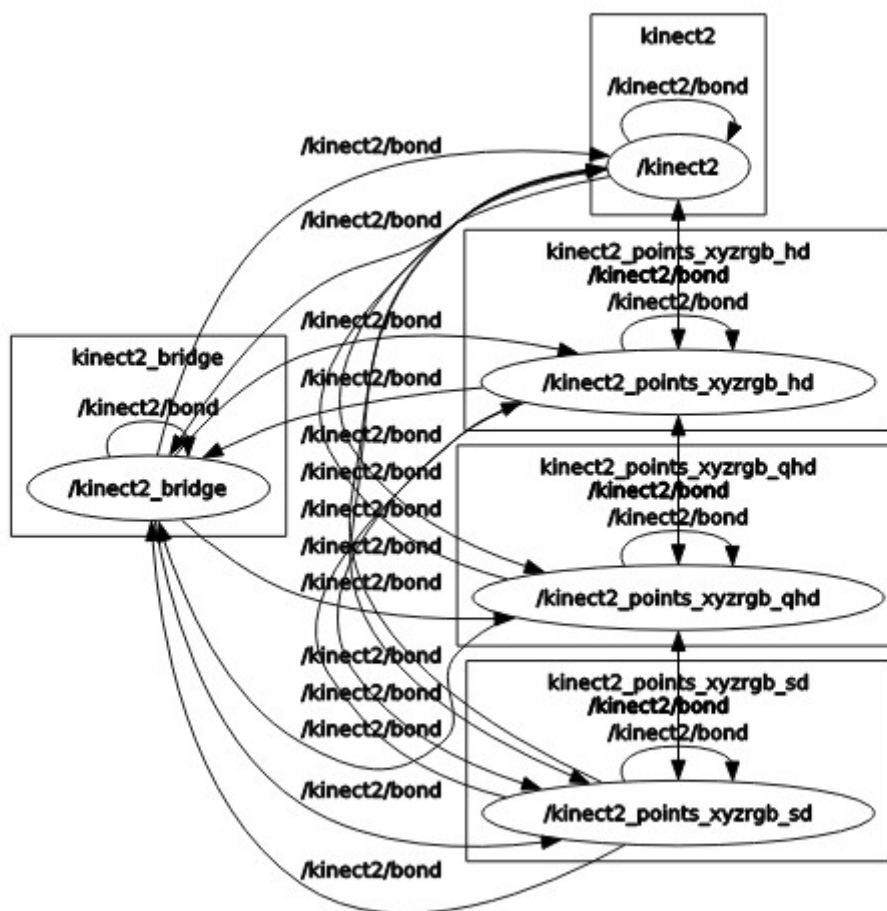 kinect2
/kinect2/bond
/kinect2
/kinect2/bond
/kinect2/bond
kinect2_points_xyzrgb_hd
/kinect2/bond
/kinect2/bond
/kinect2_points_xyzrgb_hd
/kinect2/bond
/kinect2/bond
kinect2_bridge
/kinect2/bond
/kinect2_bridge
/kinect2/bond
/kinect2/bond
/kinect2/bond
/kinect2/bond
/kinect2/bond
kinect2_points_xyzrgb_qhd
/kinect2/bond
/kinect2/bond
/kinect2_points_xyzrgb_qhd
/kinect2/bond
/kinect2/bond
/kinect2/bond
/kinect2/bond
/kinect2/bond
kinect2_points_xyzrgb_sd
/kinect2/bond
/kinect2/bond
/kinect2_points_xyzrgb_sd